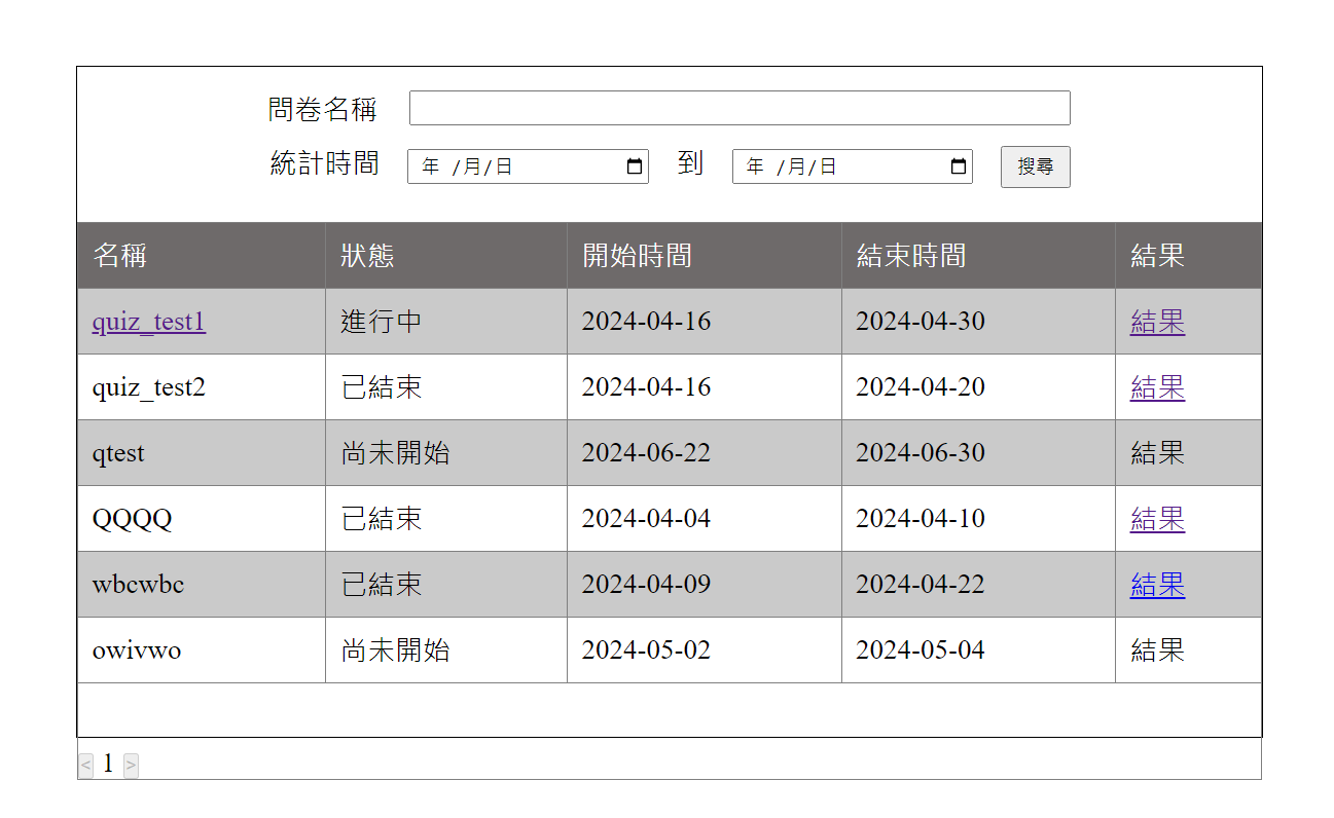 問卷名稱
統計時間 年 /月/日 到 年 /月/日 搜尋
名稱 狀態 開始時間 結束時間 結果
quiz_test1 進行中 2024-04-16 2024-04-30 結果
quiz_test2 已結束 2024-04-16 2024-04-20 結果
qtest 尚未開始 2024-06-22 2024-06-30 結果
QQQQ 已結束 2024-04-04 2024-04-10 結果
wbcwbc 已結束 2024-04-09 2024-04-22 結果
owivwo 尚未開始 2024-05-02 2024-05-04 結果
< 1 >